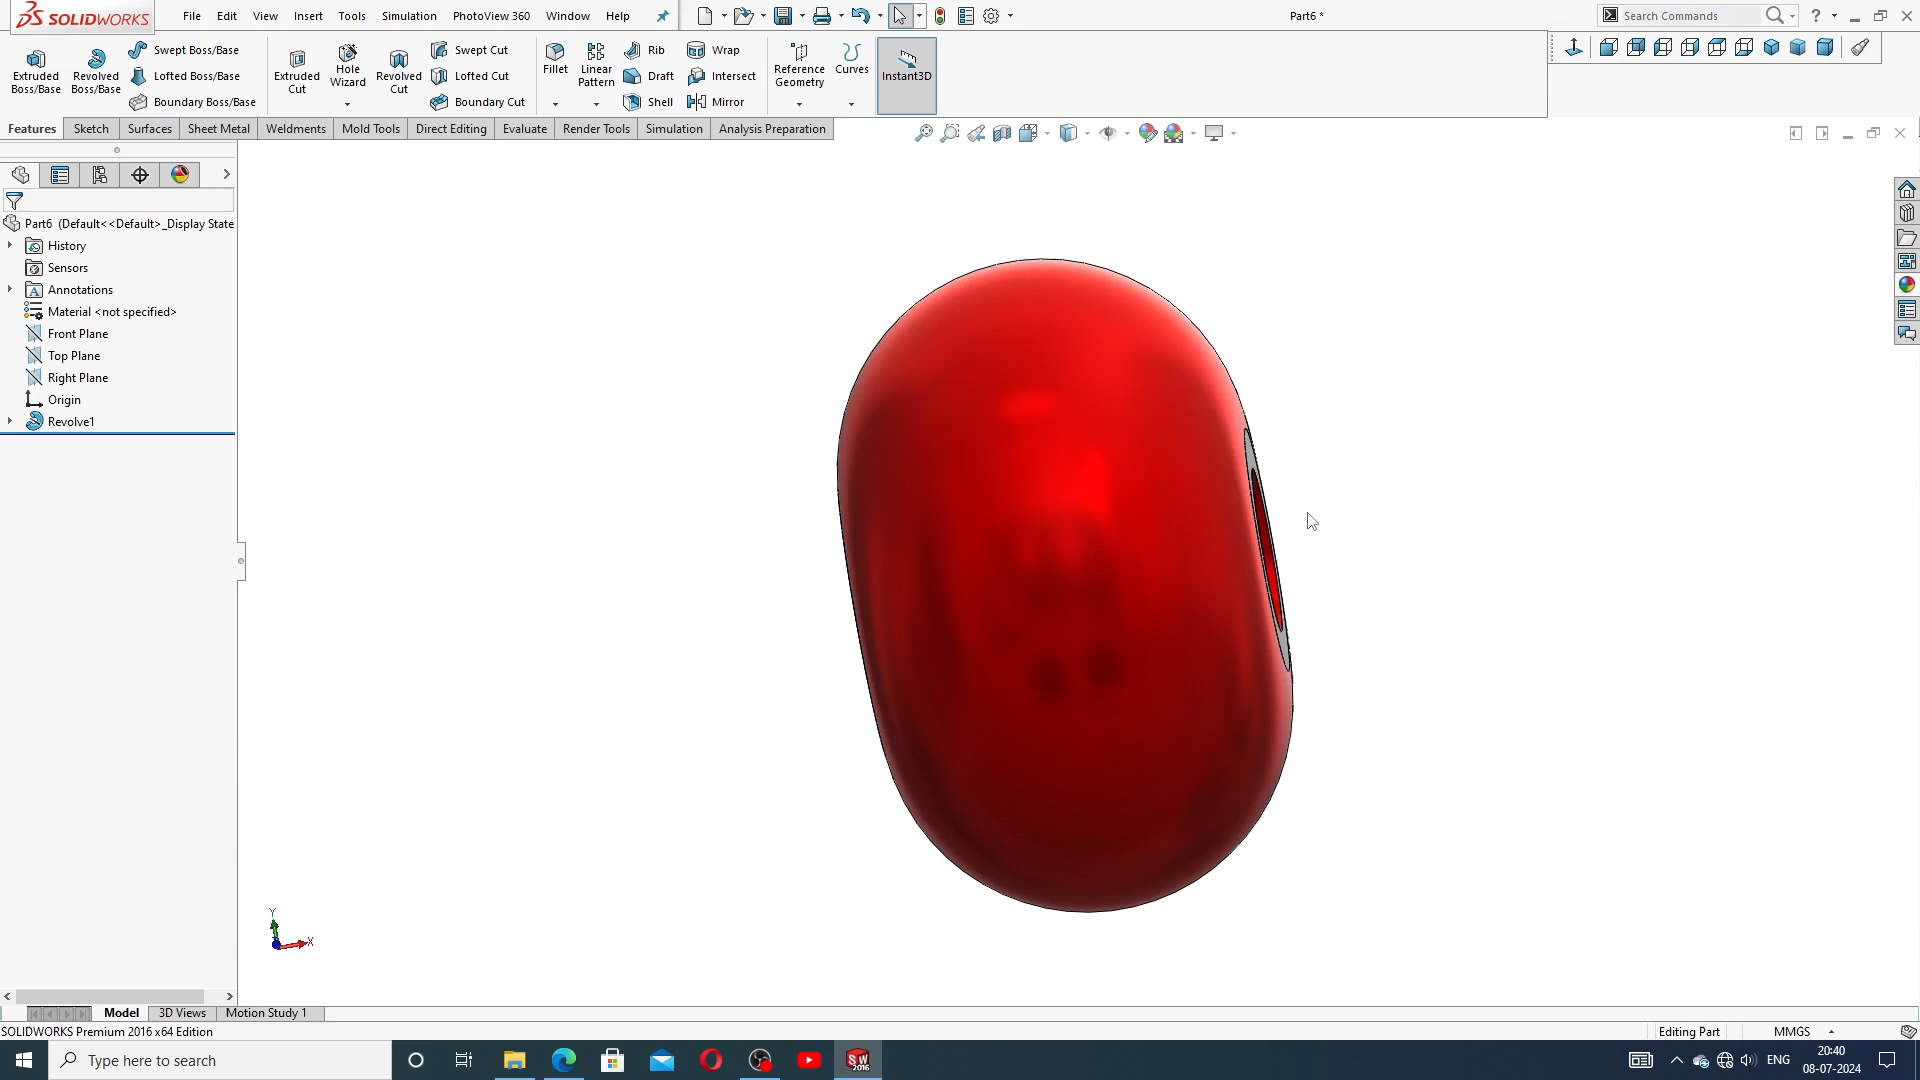 SOLIDWORKS
File Edit View Insert Tools Simulation PhotoView 360 Window Help
Part6 *
Search Commands
Extruded Boss/Base
Revolved Boss/Base
Swept Boss/Base
Lofted Boss/Base
Boundary Boss/Base
Extruded Cut
Hole Wizard
Revolved Cut
Swept Cut
Lofted Cut
Boundary Cut
Fillet
Linear Pattern
Rib
Draft
Shell
Wrap
Intersect
Mirror
Reference Geometry
Curves
Instant3D
Features Sketch Surfaces Sheet Metal Weldments Mold Tools Direct Editing Evaluate Render Tools Simulation Analysis Preparation
Part6 (Default<<Default>_Display State
History
Sensors
Annotations
Material <not specified>
Front Plane
Top Plane
Right Plane
Origin
Revolve1
Y
X
Model 3D Views Motion Study 1
SOLIDWORKS Premium 2016 x64 Edition
Editing Part
MMGS
Type here to search
SW
2016
ENG
20:40
08-07-2024